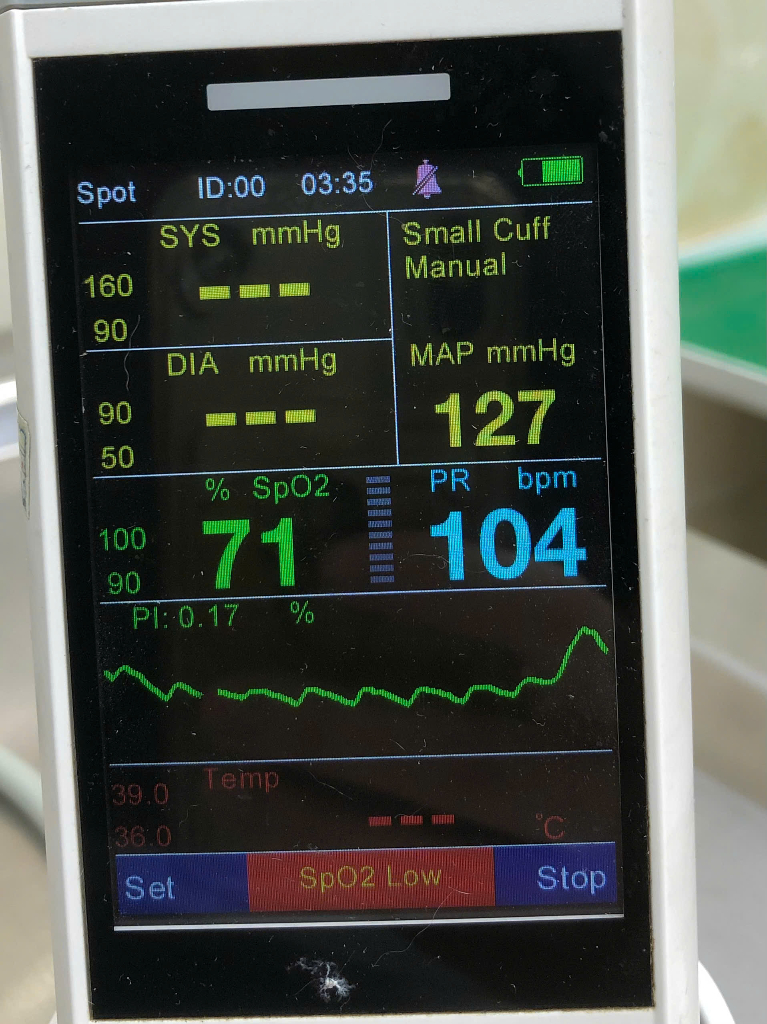 Spot ID:00 03:35
SYS mmHg
160
90
---
Small Cuff
Manual
DIA mmHg
90
50
---
MAP mmHg
127
% SpO2
100
90
71
PR bpm
104
PI: 0.17 %
Temp
39.0
36.0
---
°C
Set SpO2 Low Stop